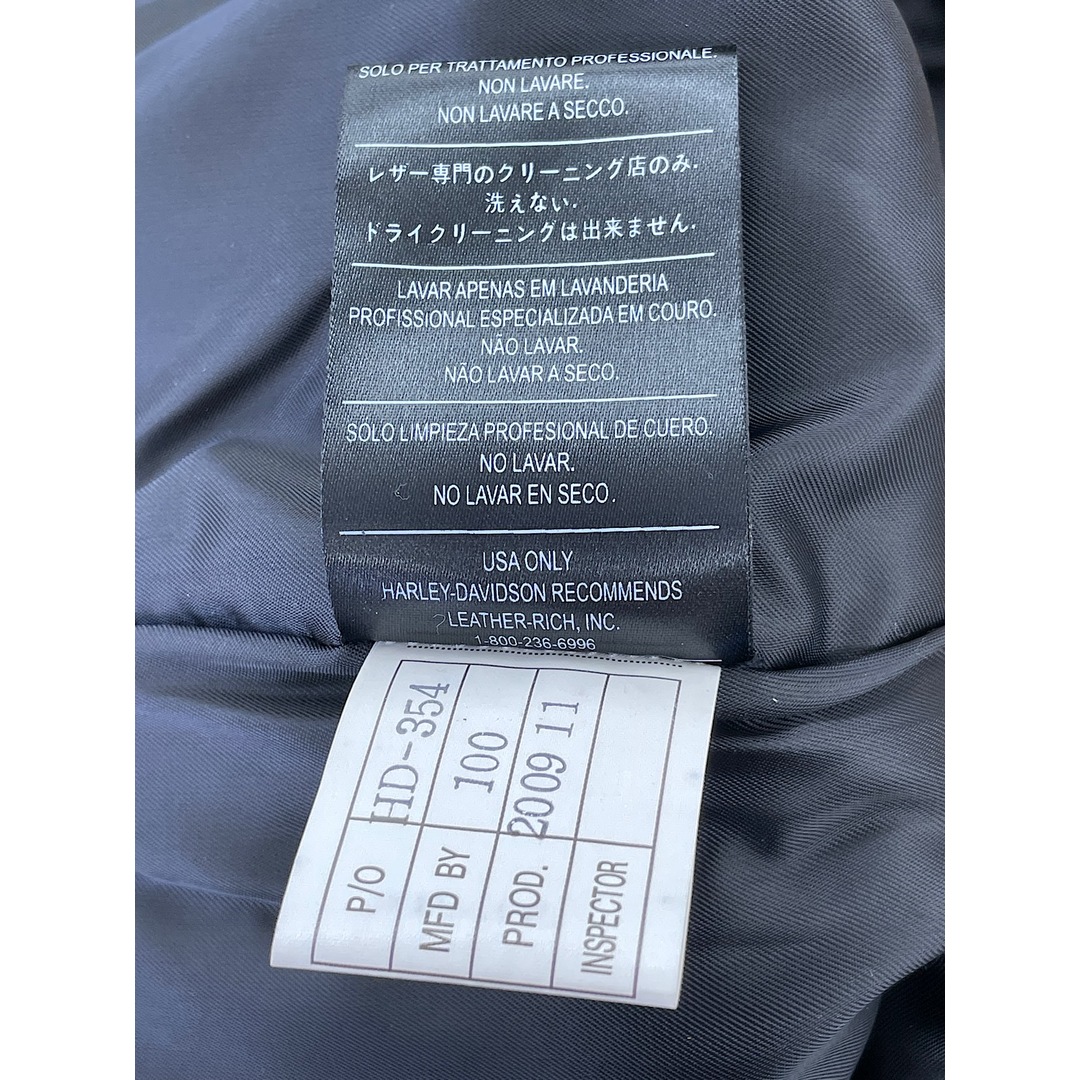 SOLO PER TRATTAMENTO PROFESSIONALE.
NON LAVARE.
NON LAVARE A SECCO.
レザー専門のクリーニング店のみ.
洗えない.
ドライクリーニングは出来ません.
LAVAR APENAS EM LAVANDERIA
PROFISSIONAL ESPECIALIZADA EM COURO.
NÃO LAVAR.
NÃO LAVAR A SECO.
SOLO LIMPIEZA PROFESIONAL DE CUERO.
NO LAVAR.
NO LAVAR EN SECO.
USA ONLY
HARLEY-DAVIDSON RECOMMENDS
LEATHER-RICH, INC.
1-800-236-6996
P/O HD-354
MFD BY 100
PROD. 2009 11
INSPECTOR